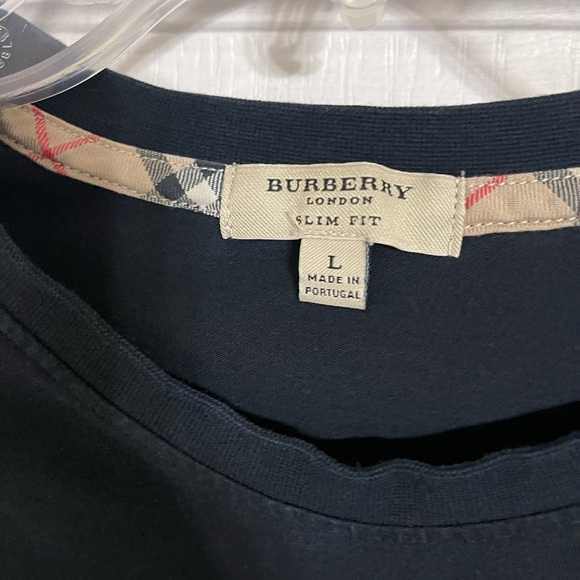 BURBERRY
LONDON
SLIM FIT
L
MADE IN
PORTUGAL